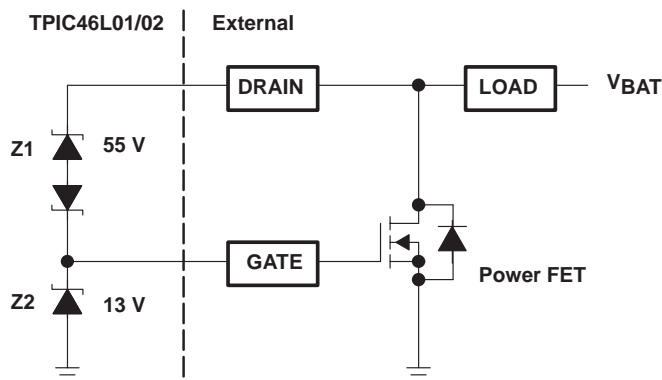 TPIC46L01/02 External
DRAIN LOAD VBAT
Z1 55 V
GATE
Power FET
Z2 13 V